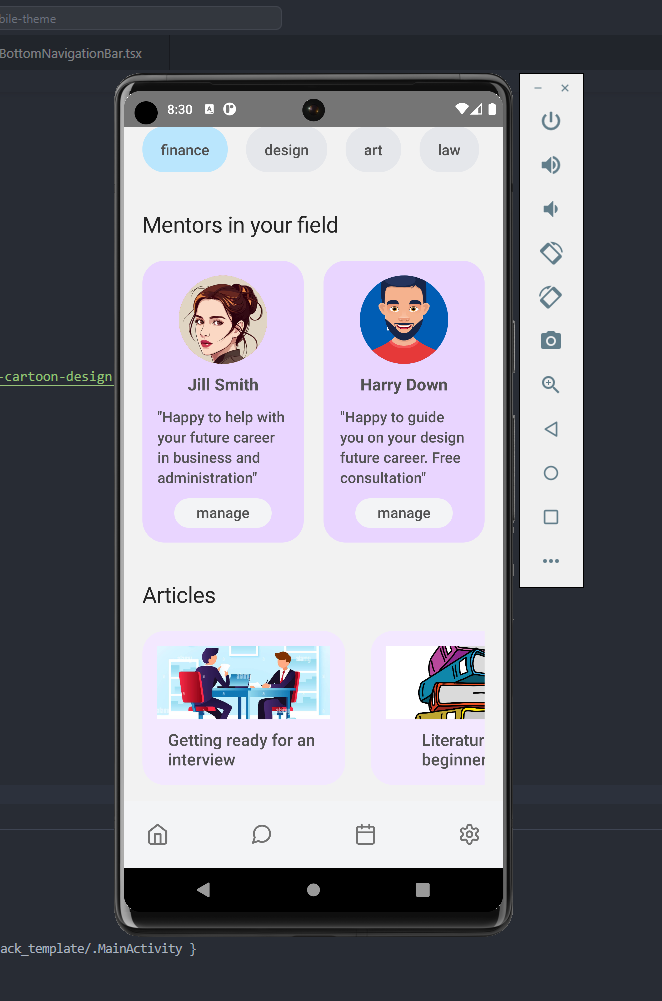 bile-theme
BottomNavigationBar.tsx
8:30
finance design art law
Mentors in your field
Jill Smith
"Happy to help with
your future career
in business and
administration"
manage
Harry Down
"Happy to guide
you on your design
future career. Free
consultation"
manage
-cartoon-design
Articles
Getting ready for an
interview
Literatur
beginner
ack_template/.MainActivity }